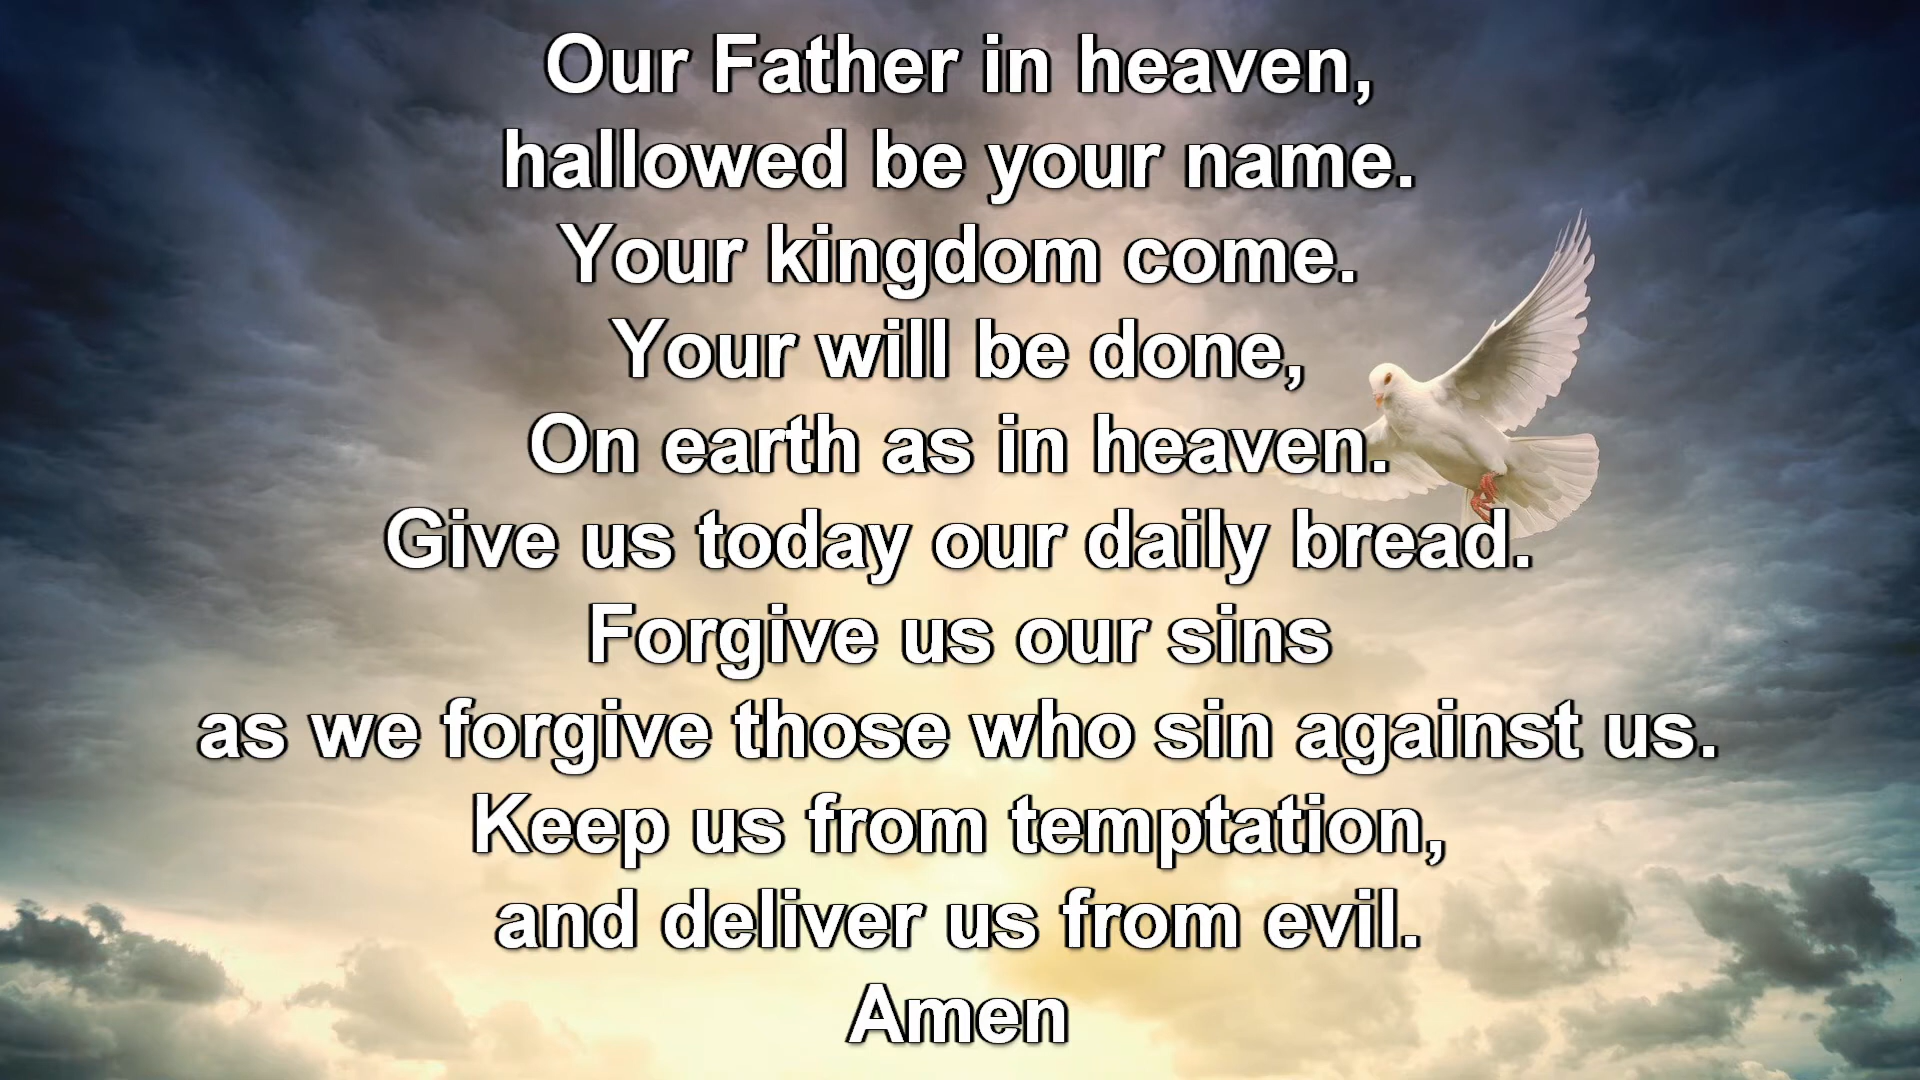 Our Father in heaven,
hallowed be your name.
Your kingdom come.
Your will be done,
On earth as in heaven.
Give us today our daily bread.
Forgive us our sins
as we forgive those who sin against us.
Keep us from temptation,
and deliver us from evil.
Amen